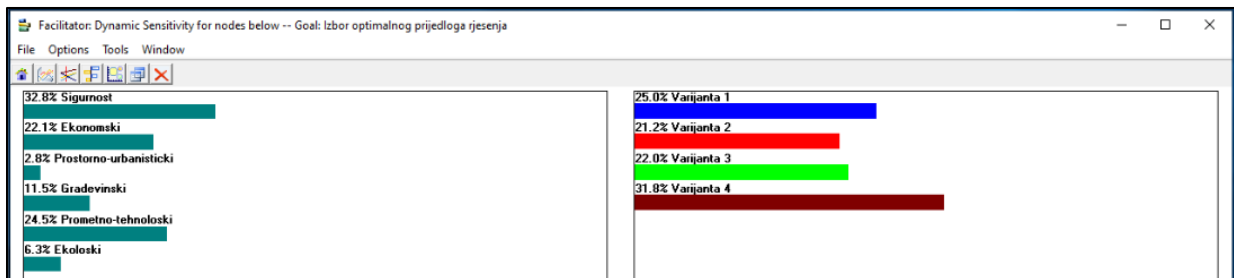 Facilitator: Dynamic Sensitivity for nodes below -- Goal: Izbor optimalnog prijedloga rjesenja
File Options Tools Window
32.8% Sigurnost
22.1% Ekonomski
2.8% Prostorno-urbanisticki
11.5% Gradevinski
24.5% Prometno-tehnoloski
6.3% Ekoloski
25.0% Varijanta 1
21.2% Varijanta 2
22.0% Varijanta 3
31.8% Varijanta 4